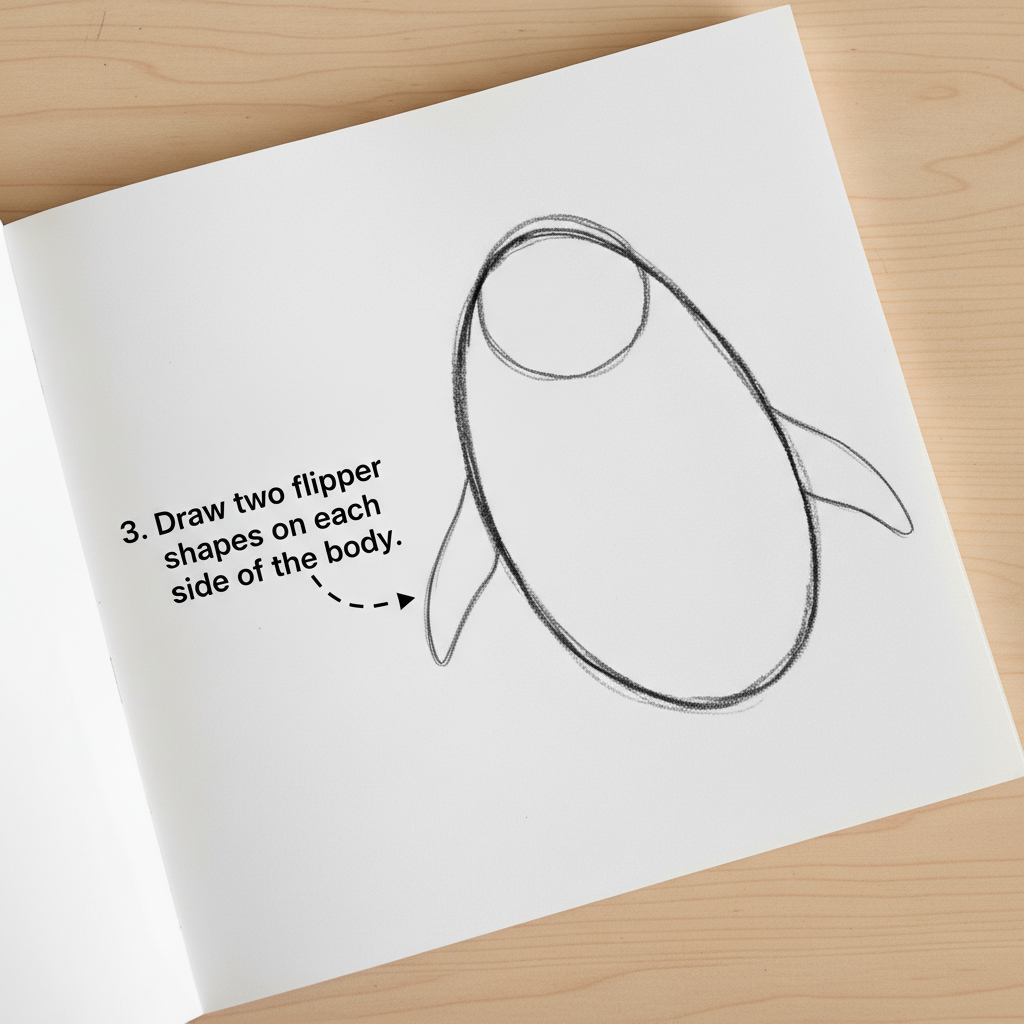 3. Draw two flipper
shapes on each
side of the body.